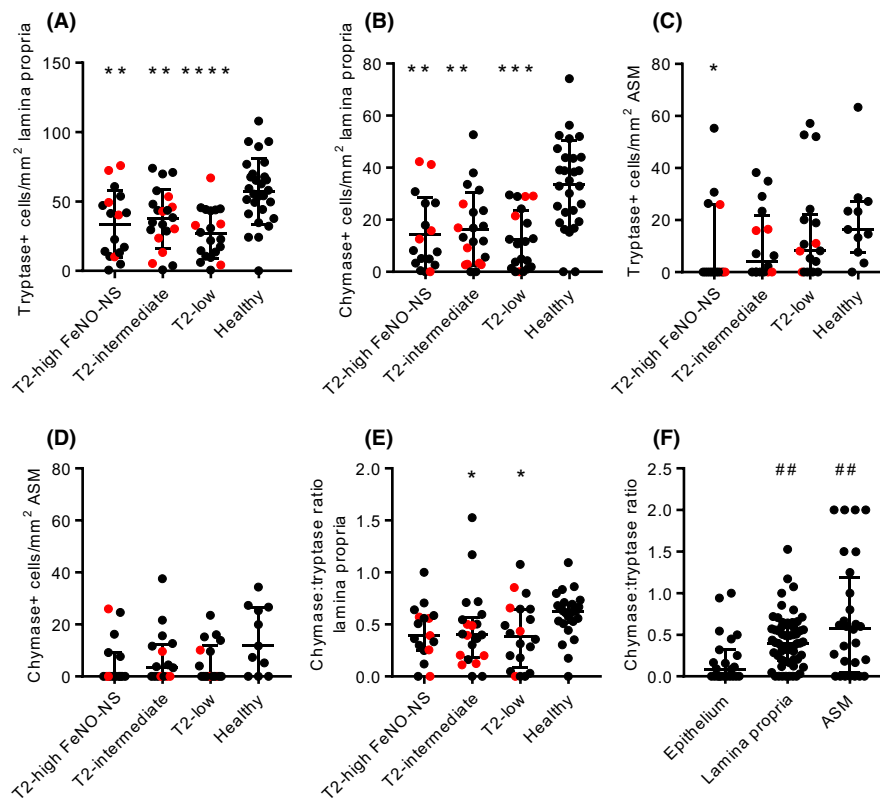 (A)
Tryptase+ cells/mm² lamina propria
150
100
50
0
** ** ****
T2-high FeNO-NS
T2-intermediate
T2-low
Healthy
(B)
Chymase+ cells/mm² lamina propria
80
60
40
20
0
** ** ***
T2-high FeNO-NS
T2-intermediate
T2-low
Healthy
(C)
Tryptase+ cells/mm² ASM
80
60
40
20
0
*
T2-high FeNO-NS
T2-intermediate
T2-low
Healthy
(D)
Chymase+ cells/mm² ASM
80
60
40
20
0
T2-high FeNO-NS
T2-intermediate
T2-low
Healthy
(E)
Chymase:tryptase ratio
lamina propria
2.0
1.5
1.0
0.5
0.0
* *
T2-high FeNO-NS
T2-intermediate
T2-low
Healthy
(F)
Chymase:tryptase ratio
2.5
2.0
1.5
1.0
0.5
0.0
## ##
Epithelium
Lamina propria
ASM